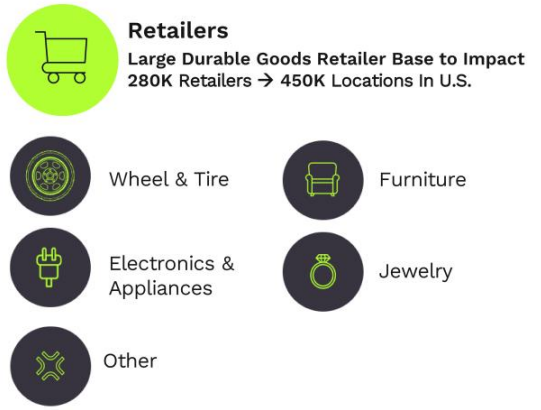 Retailers
Large Durable Goods Retailer Base to Impact
280K Retailers → 450K Locations In U.S.
Wheel & Tire
Furniture
Electronics &
Appliances
Jewelry
Other